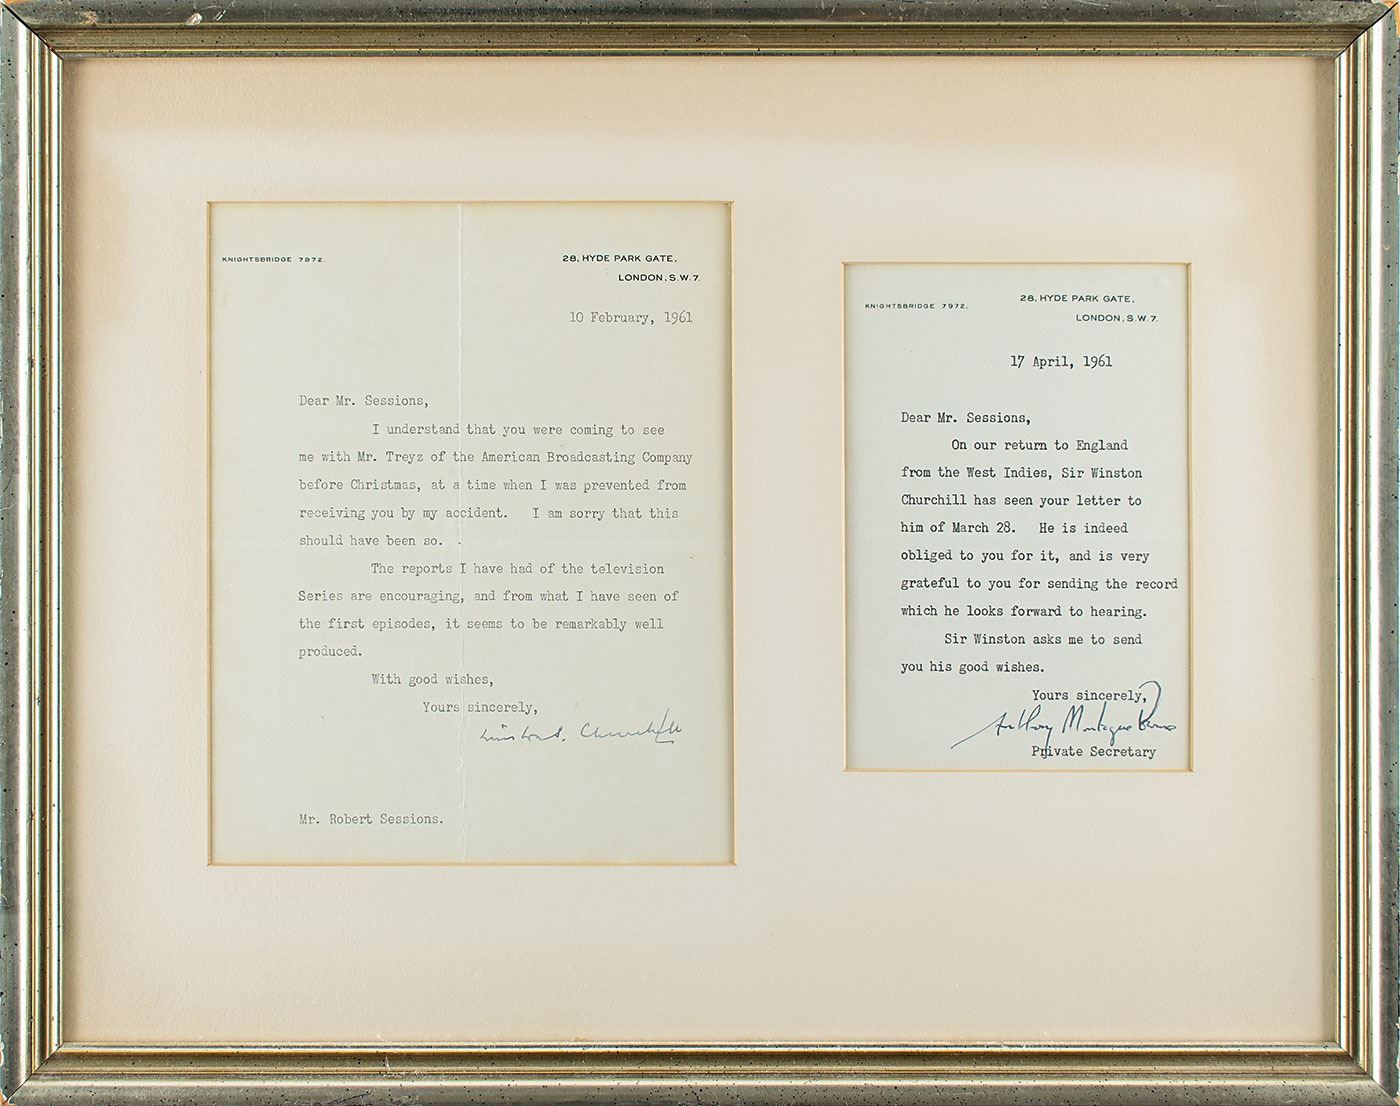 KNIGHTSBRIDGE 7972.
28, HYDE PARK GATE,
LONDON, S.W.7.
10 February, 1961
Dear Mr. Sessions,
I understand that you were coming to see
me with Mr. Treyz of the American Broadcasting Company
before Christmas, at a time when I was prevented from
receiving you by my accident. I am sorry that this
should have been so.
The reports I have had of the television
Series are encouraging, and from what I have seen of
the first episodes, it seems to be remarkably well
produced.
With good wishes,
Yours sincerely,
Winston S. Churchill
Mr. Robert Sessions.
KNIGHTSBRIDGE 7972.
28, HYDE PARK GATE,
LONDON, S.W.7.
17 April, 1961
Dear Mr. Sessions,
On our return to England
from the West Indies, Sir Winston
Churchill has seen your letter to
him of March 28. He is indeed
obliged to you for it, and is very
grateful to you for sending the record
which he looks forward to hearing.
Sir Winston asks me to send
you his good wishes.
Yours sincerely,
Anthony Montague Browne
Private Secretary